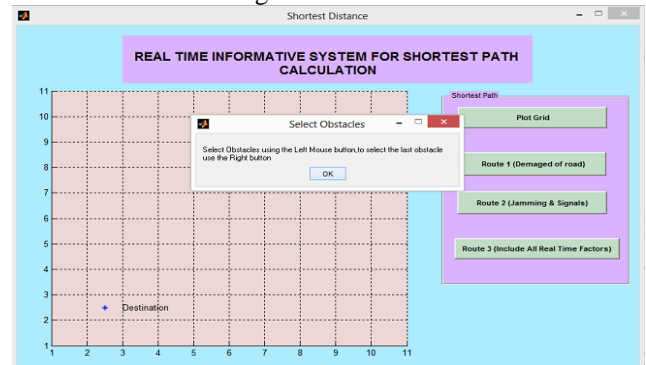 Shortest Distance
REAL TIME INFORMATIVE SYSTEM FOR SHORTEST PATH
CALCULATION
11
10
9
8
7
6
5
4
3
2
1
1 2 3 4 5 6 7 8 9 10 11
Destination
Select Obstacles
Select Obstacles using the Left Mouse button,to select the last obstacle
use the Right button
OK
Shortest Path
Plot Grid
Route 1 (Demaged of road)
Route 2 (Jamming & Signals)
Route 3 (Include All Real Time Factors)